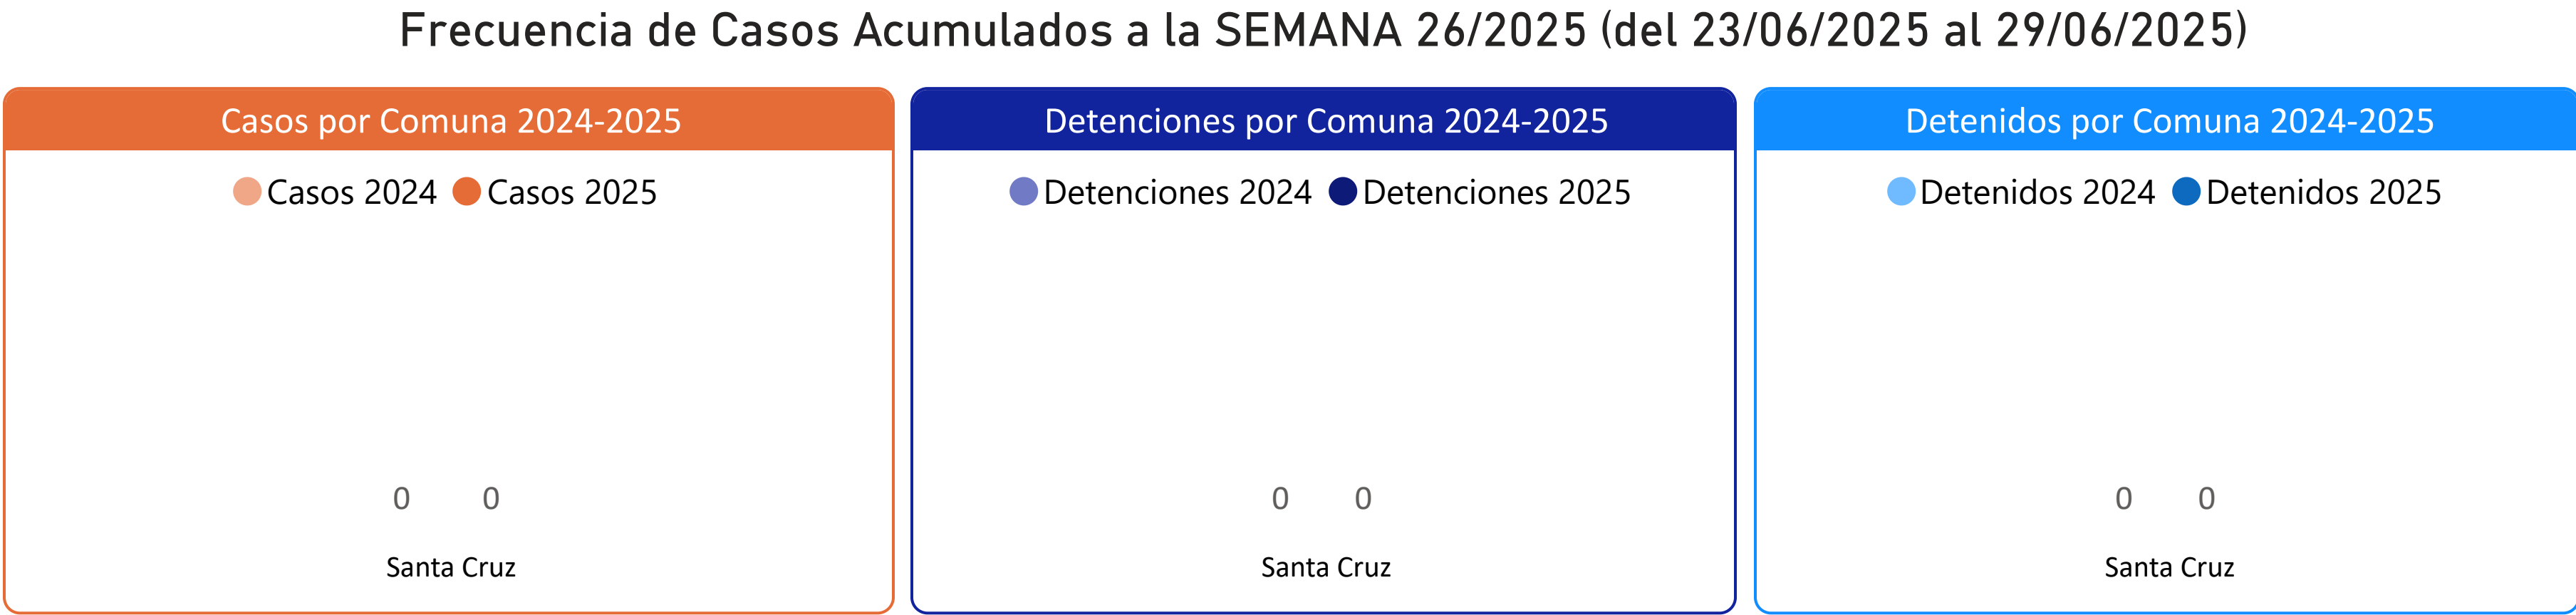 Frecuencia de Casos Acumulados a la SEMANA 26/2025 (del 23/06/2025 al 29/06/2025)
Casos por Comuna 2024-2025
Casos 2024 Casos 2025
0 0
Santa Cruz
Detenciones por Comuna 2024-2025
Detenciones 2024 Detenciones 2025
0 0
Santa Cruz
Detenidos por Comuna 2024-2025
Detenidos 2024 Detenidos 2025
0 0
Santa Cruz